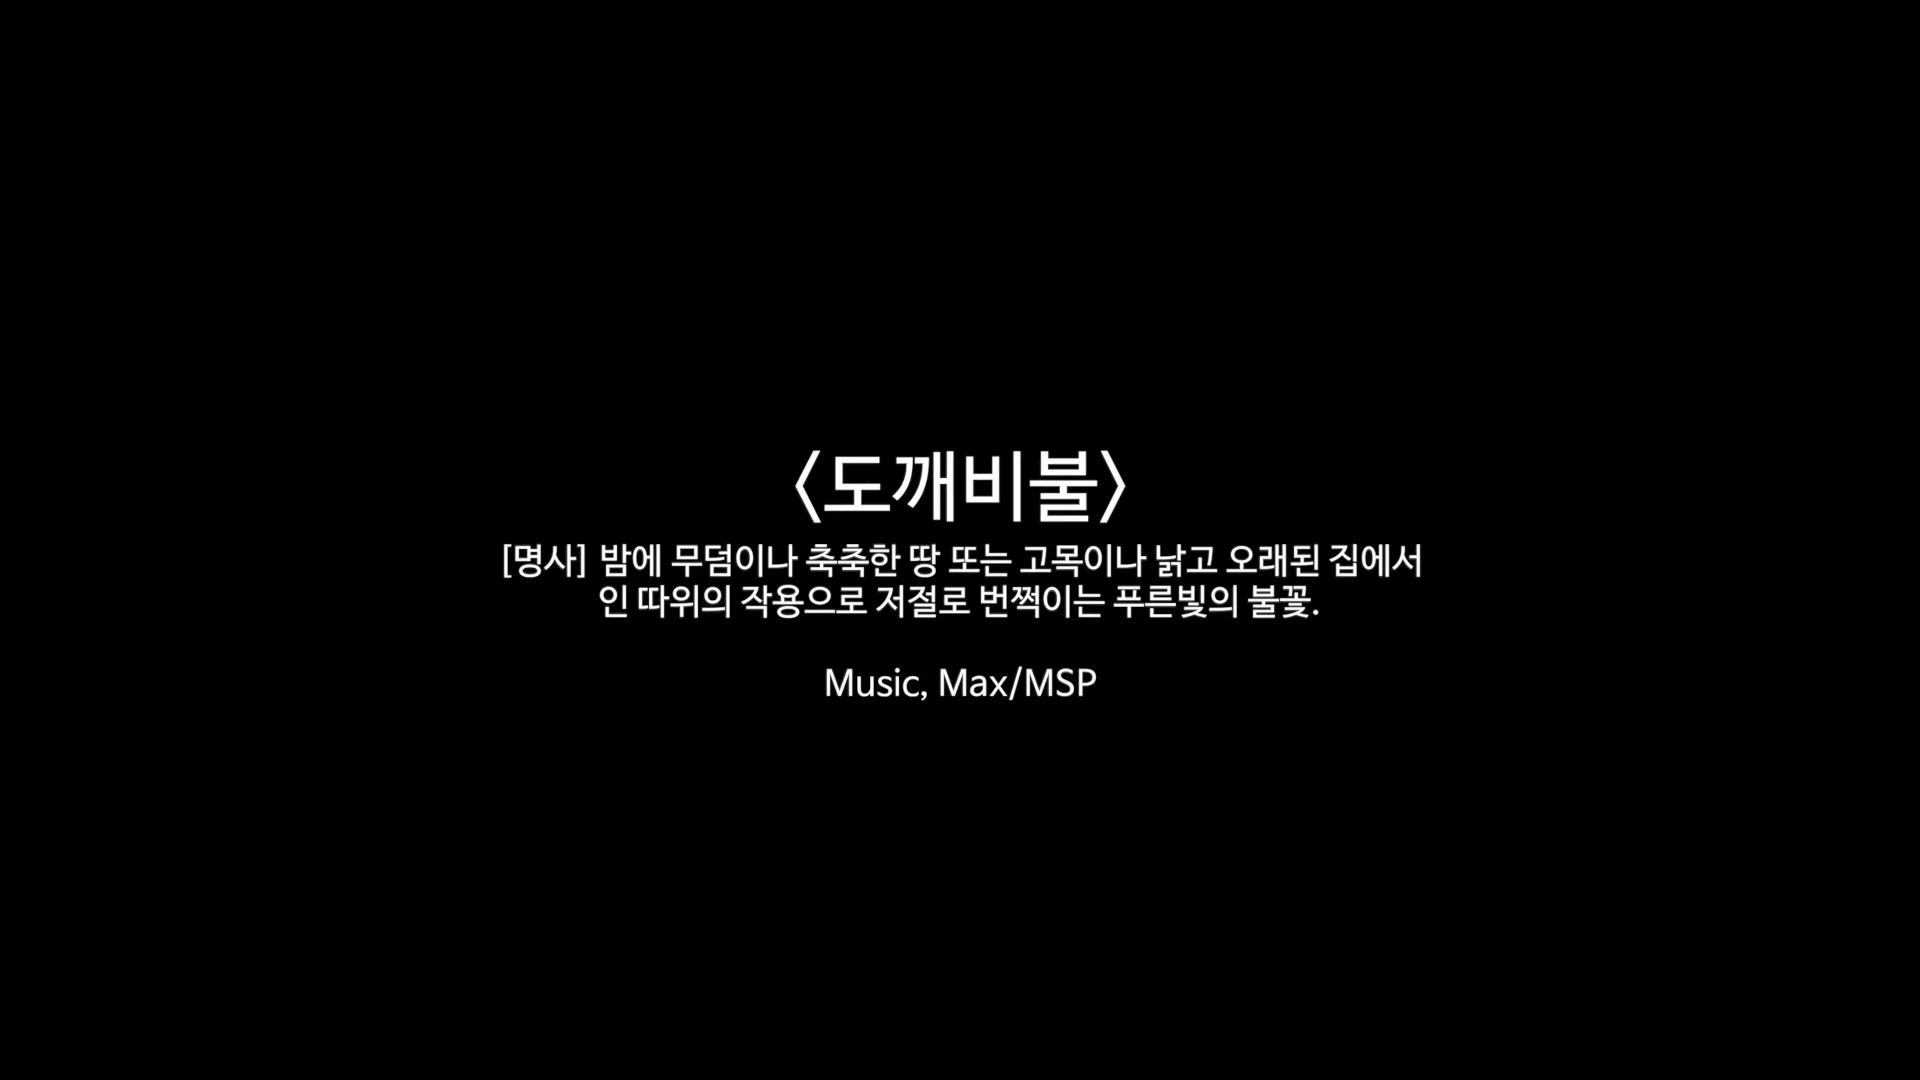 〈도깨비불〉
[명사] 밤에 무덤이나 축축한 땅 또는 고목이나 낡고 오래된 집에서
인 따위의 작용으로 저절로 번쩍이는 푸른빛의 불꽃.
Music, Max/MSP